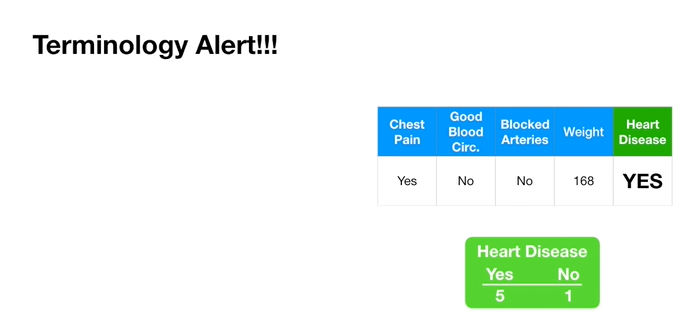 Terminology Alert!!!
Chest Pain	Good Blood Circ.	Blocked Arteries	Weight	Heart Disease
Yes	No	No	168	YES
Heart Disease
Yes	No
5	1